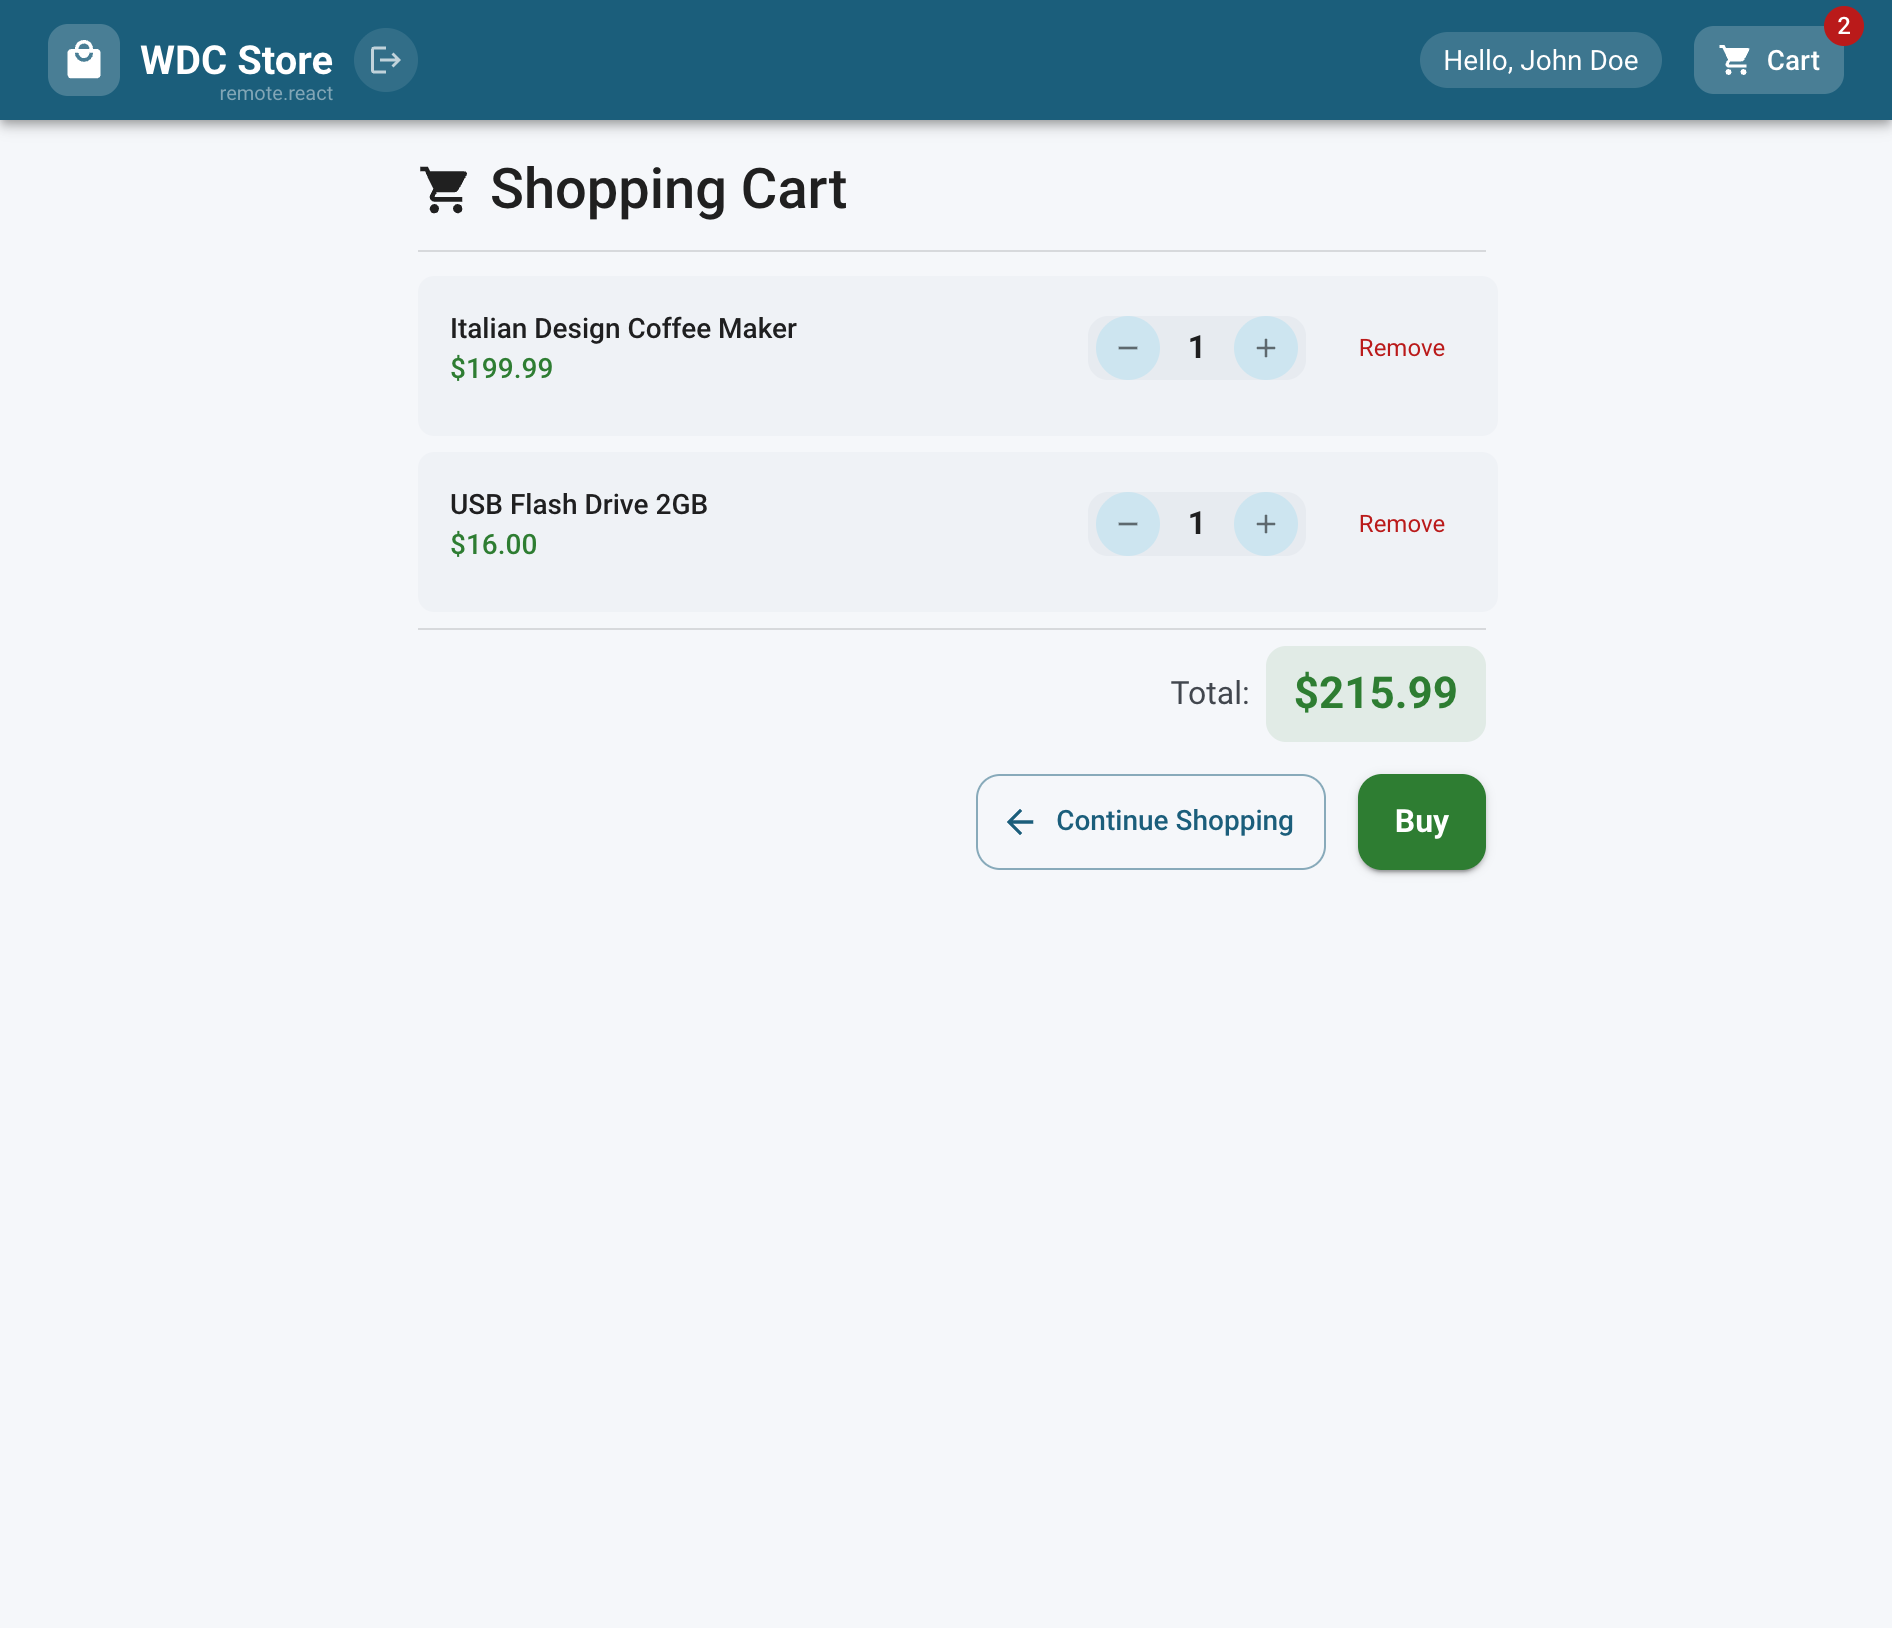 WDC Store
remote.react
Hello, John Doe
Cart
2
Shopping Cart
Italian Design Coffee Maker
$199.99
1
Remove
USB Flash Drive 2GB
$16.00
1
Remove
Total:
$215.99
Continue Shopping
Buy